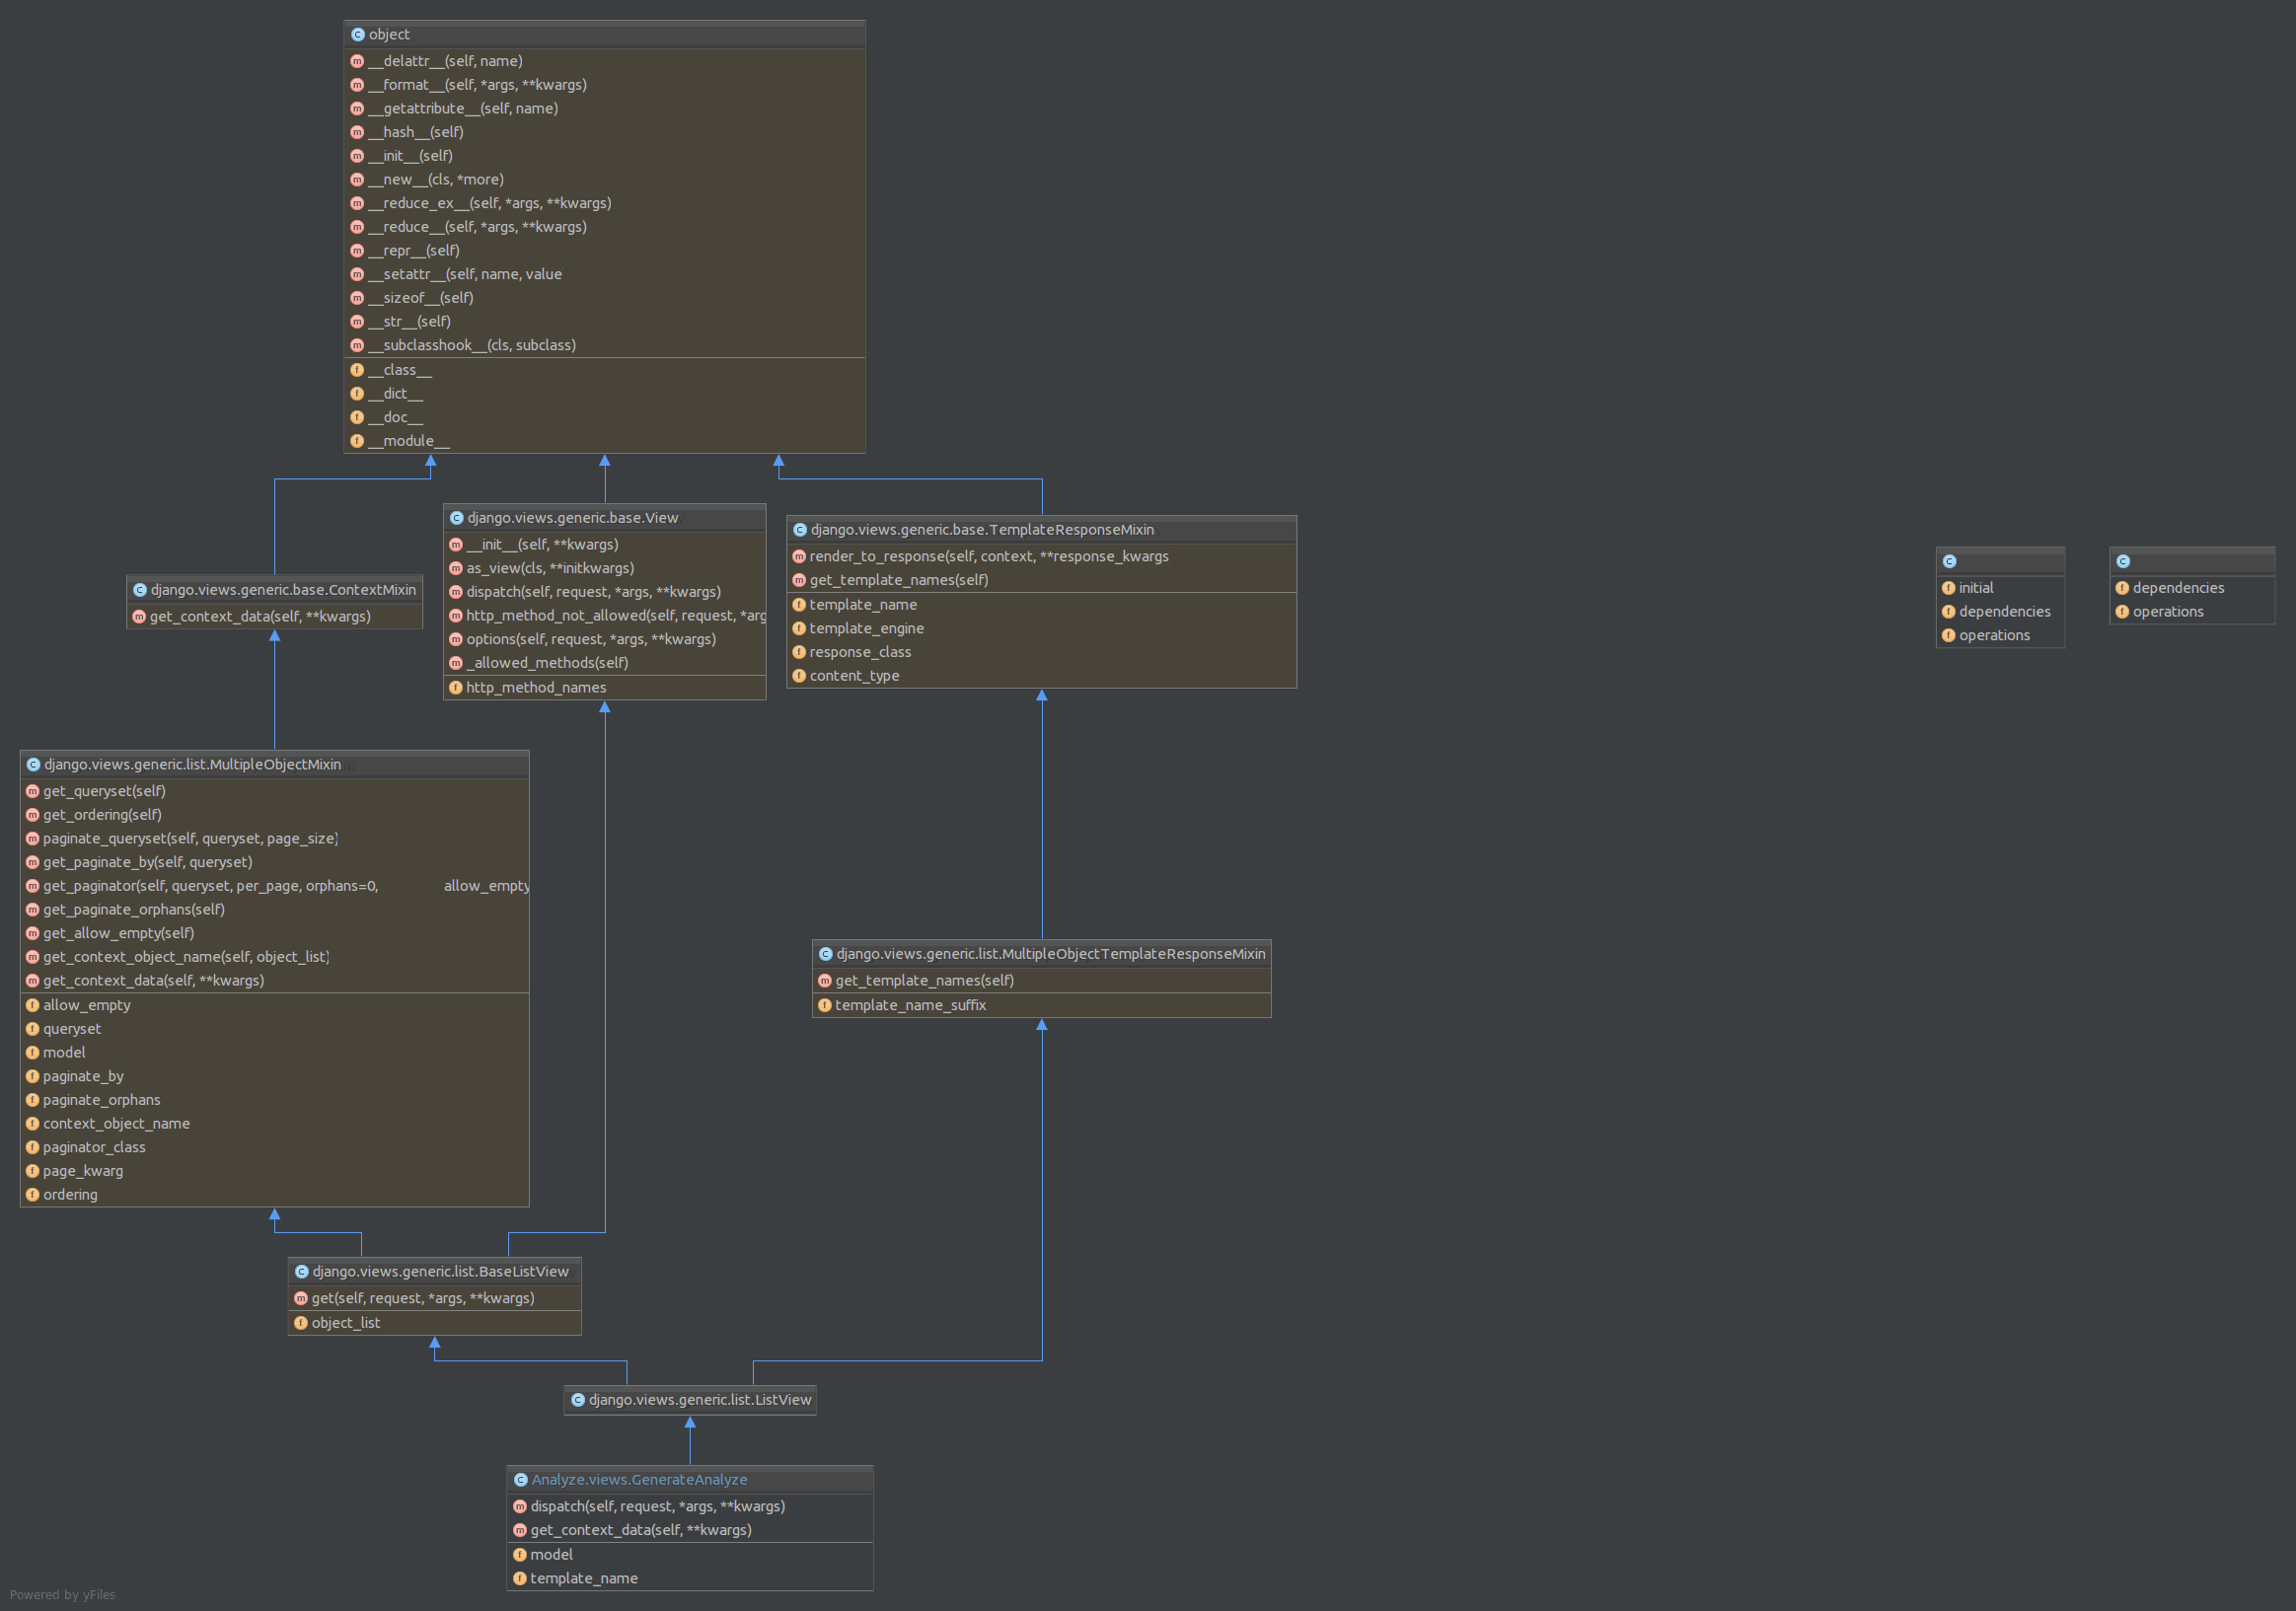 object
__delattr__(self, name)
__format__(self, *args, **kwargs)
__getattribute__(self, name)
__hash__(self)
__init__(self)
__new__(cls, *more)
__reduce_ex__(self, *args, **kwargs)
__reduce__(self, *args, **kwargs)
__repr__(self)
__setattr__(self, name, value
__sizeof__(self)
__str__(self)
__subclasshook__(cls, subclass)
__class__
__dict__
__doc__
__module__
django.views.generic.base.ContextMixin
get_context_data(self, **kwargs)
django.views.generic.base.View
__init__(self, **kwargs)
as_view(cls, **initkwargs)
dispatch(self, request, *args, **kwargs)
http_method_not_allowed(self, request, *arg
options(self, request, *args, **kwargs)
_allowed_methods(self)
http_method_names
django.views.generic.base.TemplateResponseMixin
render_to_response(self, context, **response_kwargs
get_template_names(self)
template_name
template_engine
response_class
content_type
initial
dependencies
operations
dependencies
operations
django.views.generic.list.MultipleObjectMixin
get_queryset(self)
get_ordering(self)
paginate_queryset(self, queryset, page_size)
get_paginate_by(self, queryset)
get_paginator(self, queryset, per_page, orphans=0, allow_empty
get_paginate_orphans(self)
get_allow_empty(self)
get_context_object_name(self, object_list)
get_context_data(self, **kwargs)
allow_empty
queryset
model
paginate_by
paginate_orphans
context_object_name
paginator_class
page_kwarg
ordering
django.views.generic.list.MultipleObjectTemplateResponseMixin
get_template_names(self)
template_name_suffix
django.views.generic.list.BaseListView
get(self, request, *args, **kwargs)
object_list
django.views.generic.list.ListView
Analyze.views.GenerateAnalyze
dispatch(self, request, *args, **kwargs)
get_context_data(self, **kwargs)
model
template_name
Powered by yFiles